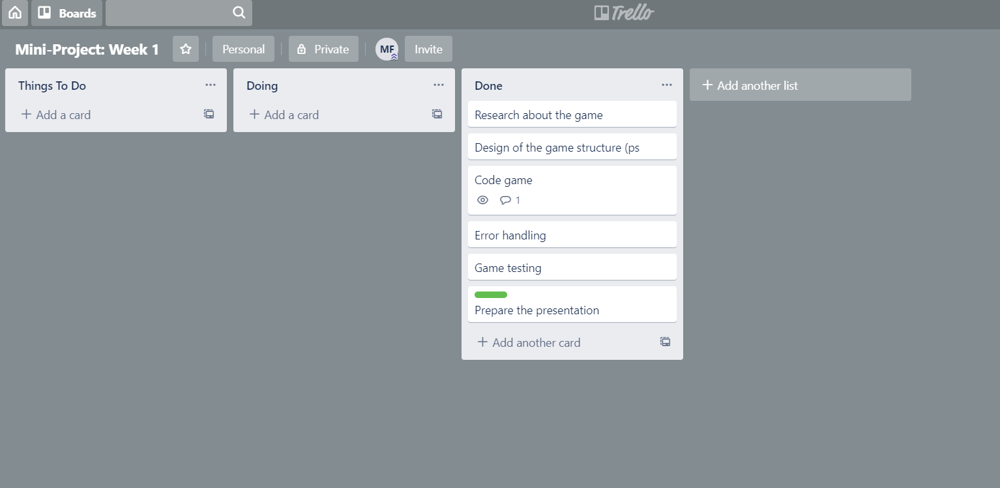 Boards
Trello
Mini-Project: Week 1
Personal
Private
MF
Invite
Things To Do
Add a card
Doing
Add a card
Done
Research about the game
Design of the game structure (ps
Code game
1
Error handling
Game testing
Prepare the presentation
Add another card
Add another list